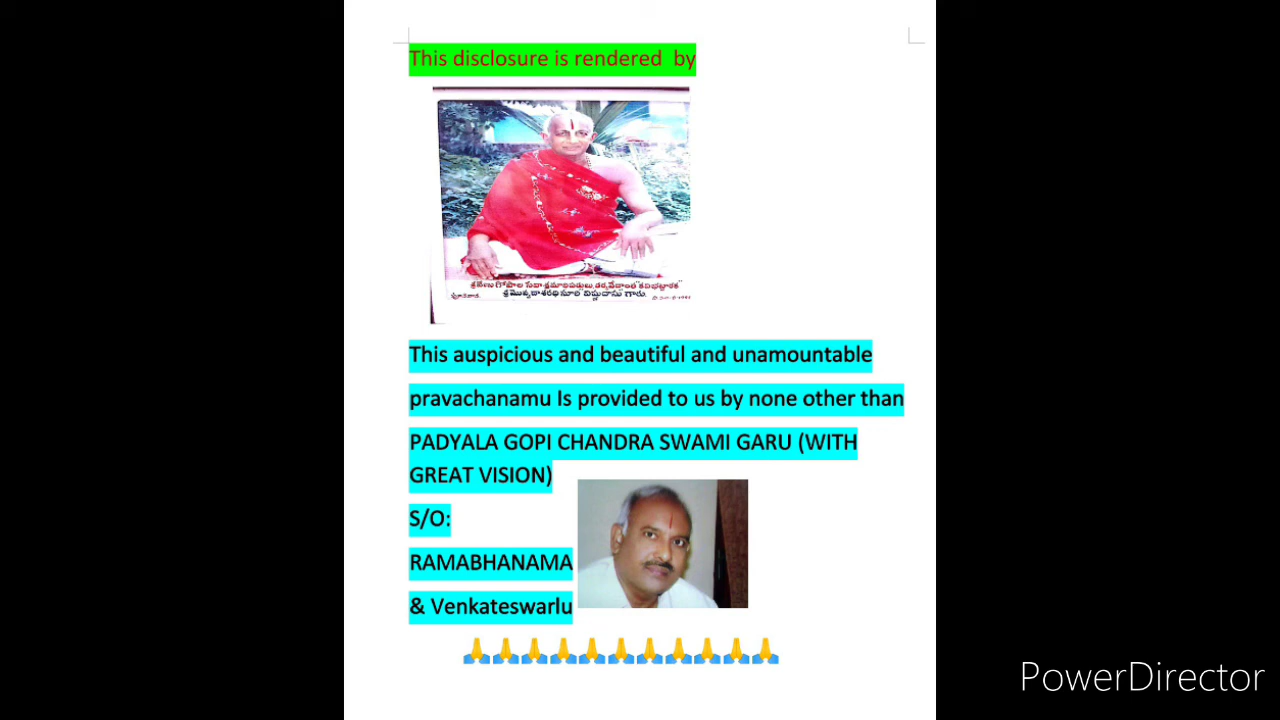 This disclosure is rendered by
శ్రీ వేణు గోపాల సేవా
గారు.
This auspicious and beautiful and unamountable
pravachanamu Is provided to us by none other than
PADYALA GOPI CHANDRA SWAMI GARU (WITH
GREAT VISION)
S/O:
RAMABHANAMA
& Venkateswarlu
🙏🙏🙏🙏🙏🙏🙏🙏🙏🙏🙏
PowerDirector